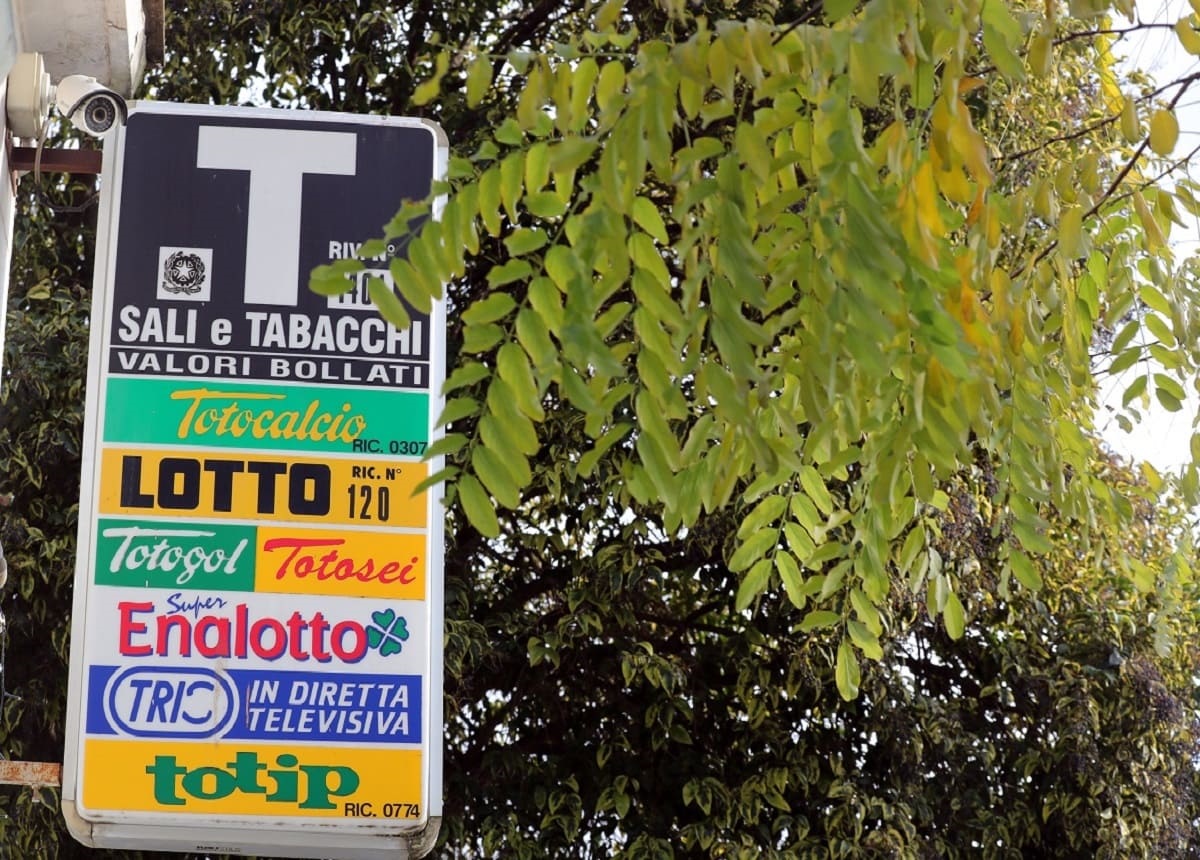 T
RIV. N°
SALI e TABACCHI
VALORI BOLLATI
Totocalcio
RIC. 0307
LOTTO RIC. N°
120
Totogol Totosei
Super
Enalotto
TRIS IN DIRETTA
TELEVISIVA
totip
RIC. 0774